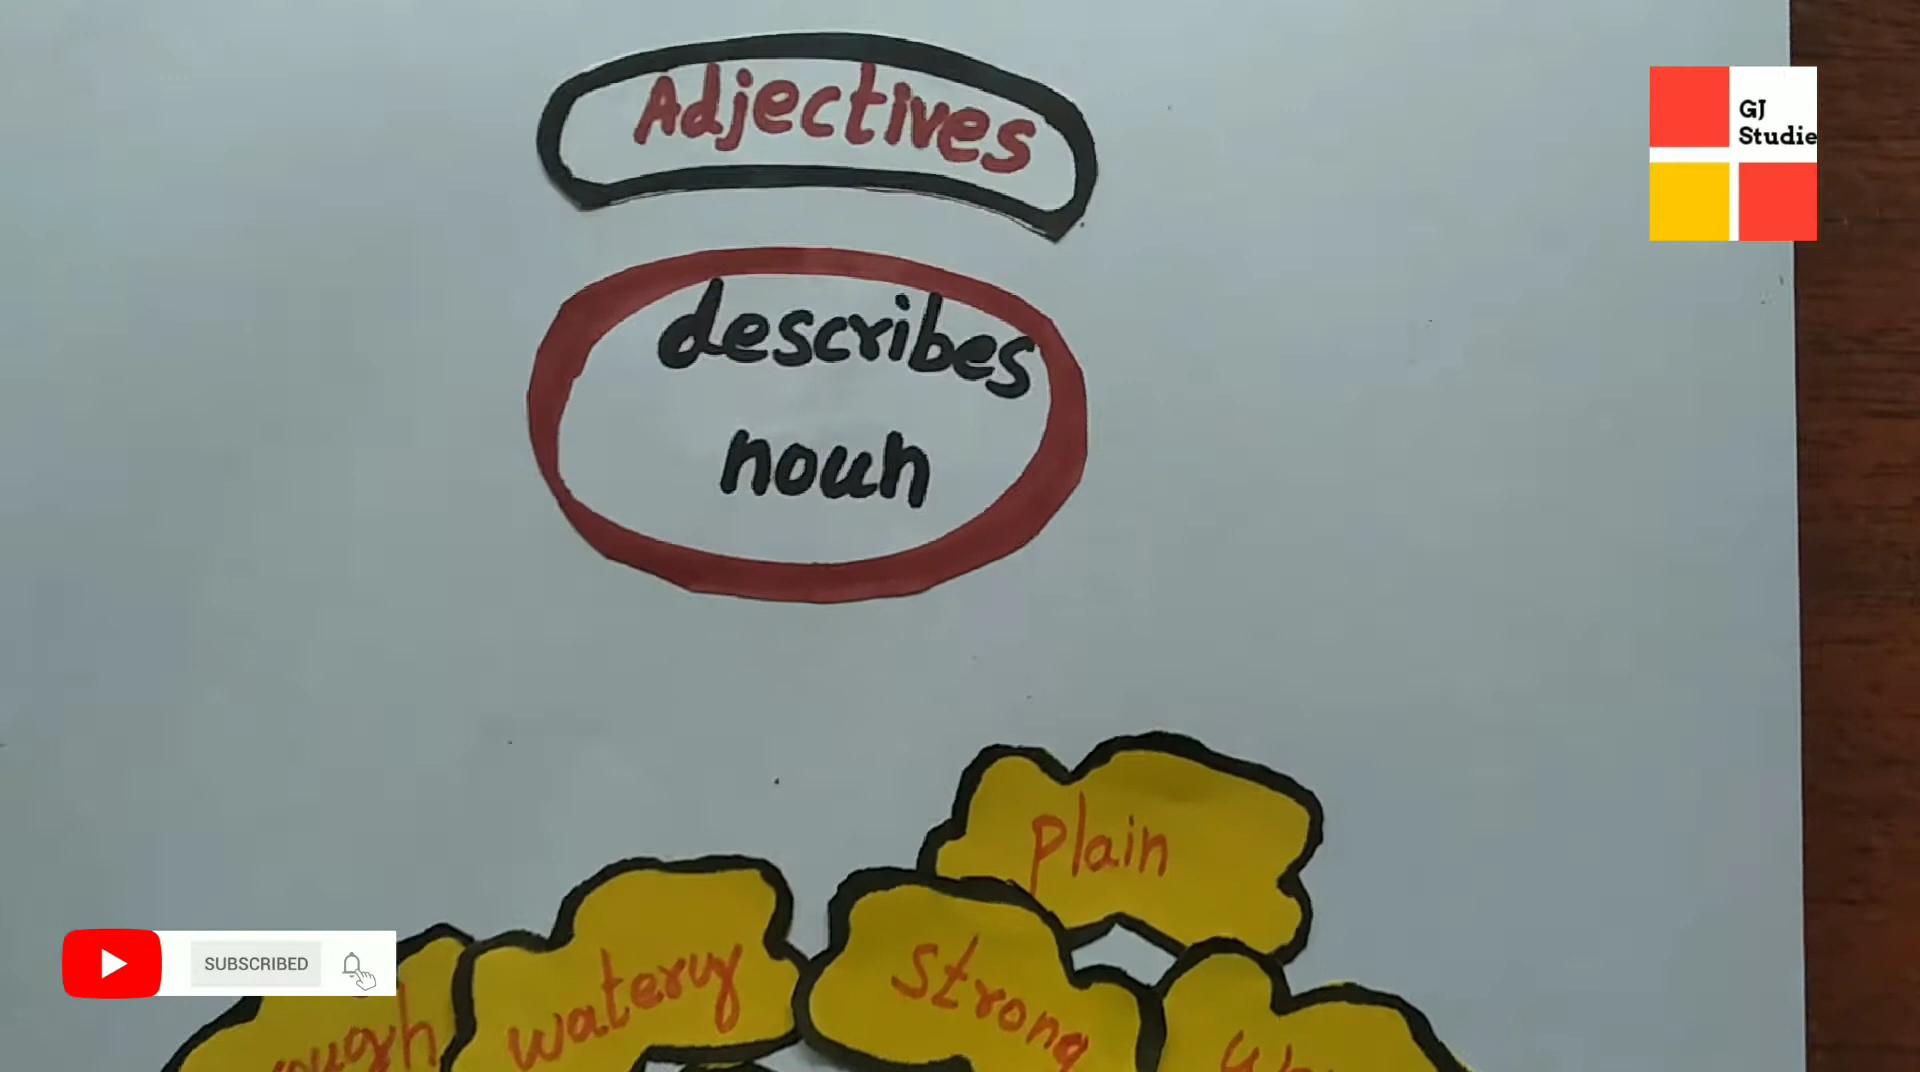 Adjectives
GJ
Studie
describes
noun
plain
strong
watery
SUBSCRIBED